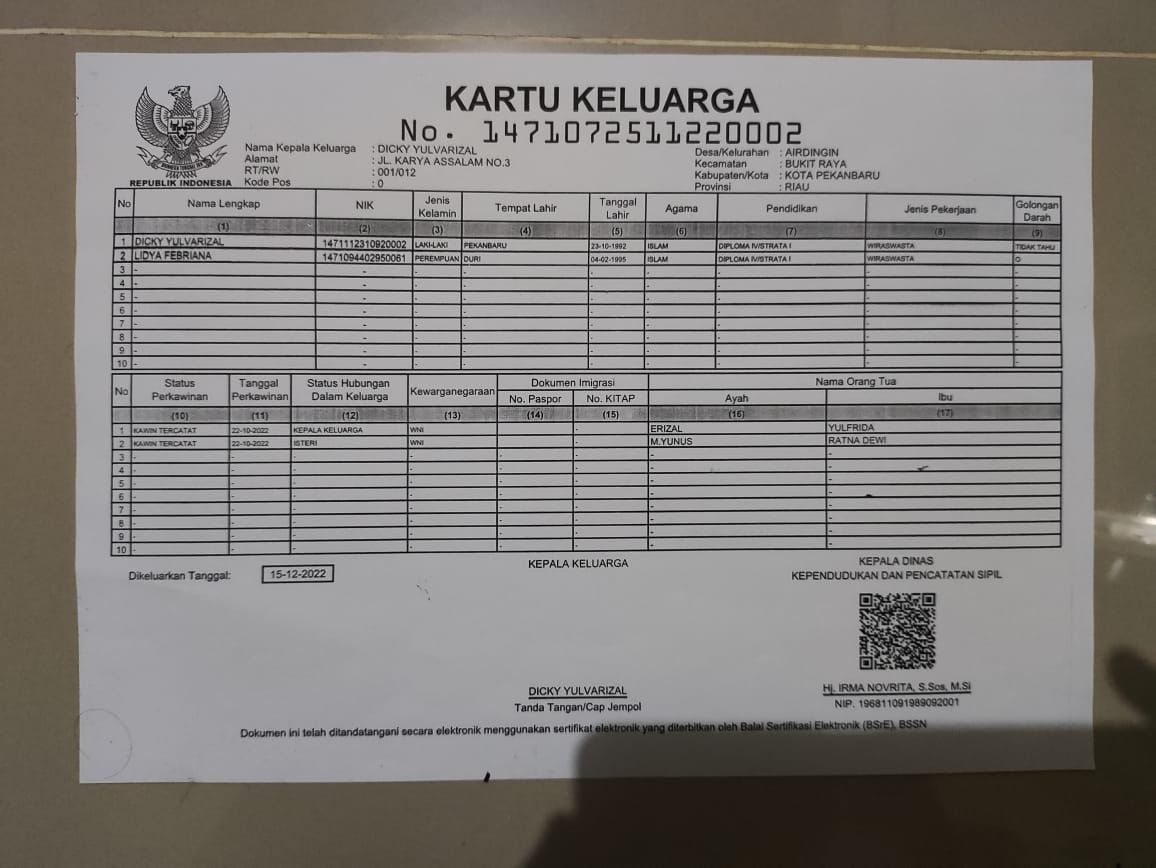 KARTU KELUARGA
No. 1471072511220002
Nama Kepala Keluarga : DICKY YULVARIZAL
Alamat : JL. KARYA ASSALAM NO.3
RT/RW : 001/012
Kode Pos : 0
Desa/Kelurahan : AIRDINGIN
Kecamatan : BUKIT RAYA
Kabupaten/Kota : KOTA PEKANBARU
Provinsi : RIAU
REPUBLIK INDONESIA
No Nama Lengkap NIK Jenis Kelamin Tempat Lahir Tanggal Lahir Agama Pendidikan Jenis Pekerjaan Golongan Darah
(1) (2) (3) (4) (5) (6) (7) (8) (9)
1 DICKY YULVARIZAL 1471112310920002 LAKI-LAKI PEKANBARU 23-10-1992 ISLAM DIPLOMA IV/STRATA I WIRASWASTA TIDAK TAHU
2 LIDYA FEBRIANA 1471094402950061 PEREMPUAN DURI 04-02-1995 ISLAM DIPLOMA IV/STRATA I WIRASWASTA O
3 - - - - - - - - -
4 - - - - - - - - -
5 - - - - - - - - -
6 - - - - - - - - -
7 - - - - - - - - -
8 - - - - - - - - -
9 - - - - - - - - -
10 - - - - - - - - -
No Status Perkawinan Tanggal Perkawinan Status Hubungan Dalam Keluarga Kewarganegaraan Dokumen Imigrasi Nama Orang Tua
No. Paspor No. KITAP Ayah Ibu
(10) (11) (12) (13) (14) (15) (16) (17)
1 KAWIN TERCATAT 22-10-2022 KEPALA KELUARGA WNI - ERIZAL YULFRIDA
2 KAWIN TERCATAT 22-10-2022 ISTERI WNI - M.YUNUS RATNA DEWI
3 - - - - - - - -
4 - - - - - - - -
5 - - - - - - - -
6 - - - - - - - -
7 - - - - - - - -
8 - - - - - - - -
9 - - - - - - - -
10 - - - - - - - -
Dikeluarkan Tanggal: 15-12-2022
KEPALA KELUARGA
DICKY YULVARIZAL
Tanda Tangan/Cap Jempol
KEPALA DINAS
KEPENDUDUKAN DAN PENCATATAN SIPIL
Hj. IRMA NOVRITA, S.Sos, M.Si
NIP. 196811091989092001
Dokumen ini telah ditandatangani secara elektronik menggunakan sertifikat elektronik yang diterbitkan oleh Balai Sertifikasi Elektronik (BSrE), BSSN